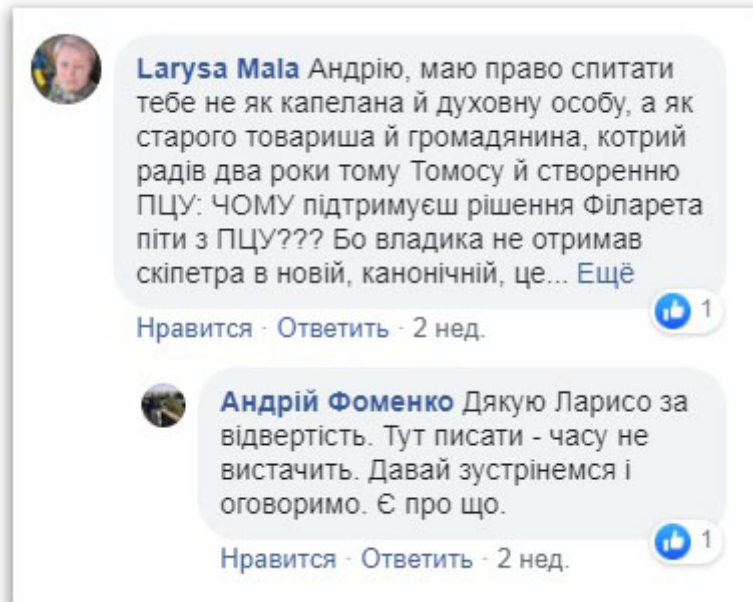 Larysa Mala Андрію, маю право спитати
тебе не як капелана й духовну особу, а як
старого товариша й громадянина, котрий
радів два роки тому Томосу й створенню
ПЦУ: ЧОМУ підтримуєш рішення Філарета
піти з ПЦУ??? Бо владика не отримав
скіпетра в новій, канонічній, це... Ещё
1
Нравится · Ответить · 2 нед.
Андрій Фоменко Дякую Ларисо за
відвертість. Тут писати - часу не
вистачить. Давай зустрінемся і
оговоримо. Є про що.
1
Нравится · Ответить · 2 нед.